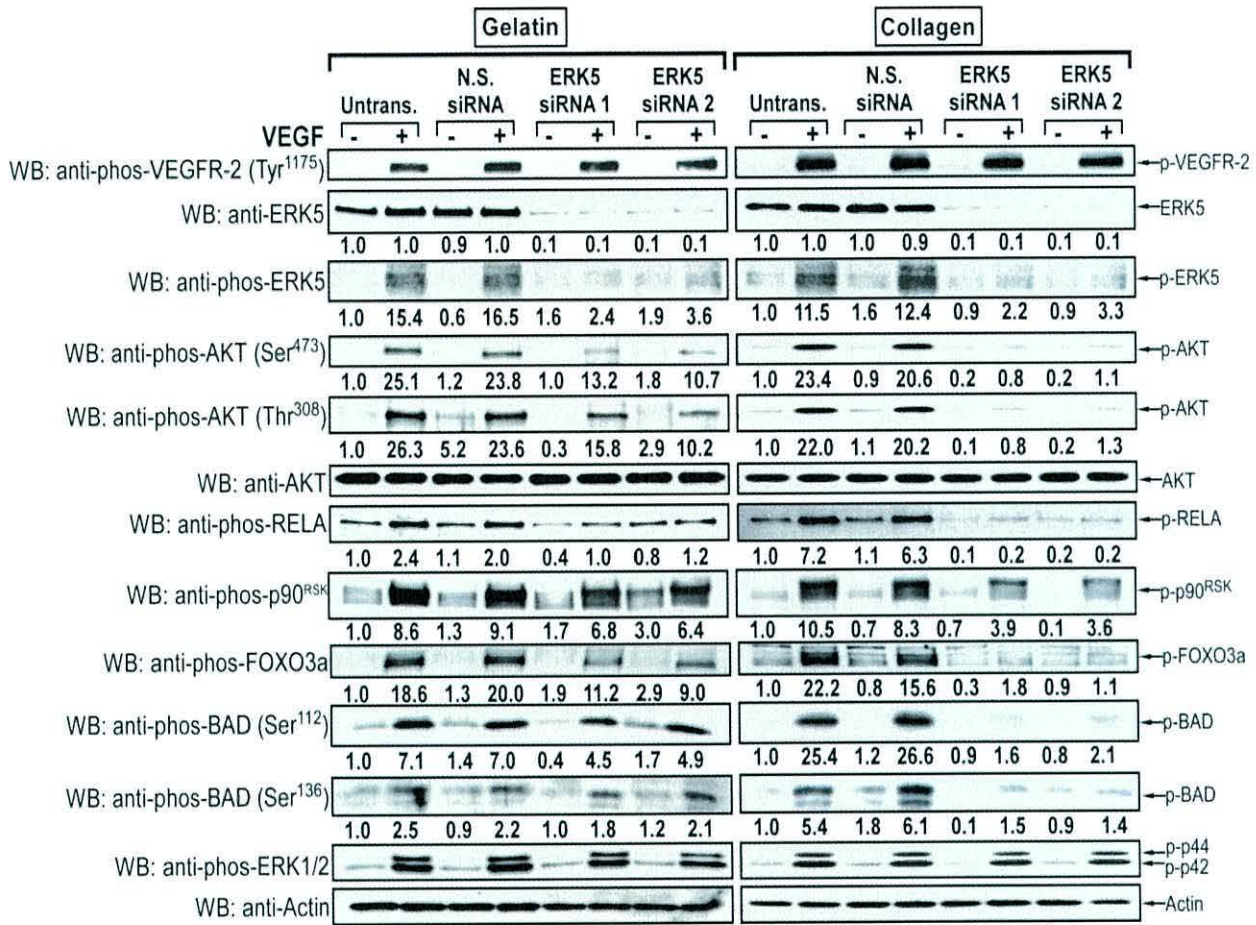 Gelatin Collagen
N.S. ERK5 ERK5 N.S. ERK5 ERK5
Untrans. siRNA siRNA 1 siRNA 2 Untrans. siRNA siRNA 1 siRNA 2
VEGF - + - + - + - + - + - + - + - +
WB: anti-phos-VEGFR-2 (Tyr1175) p-VEGFR-2
WB: anti-ERK5 ERK5
1.0 1.0 0.9 1.0 0.1 0.1 0.1 0.1 1.0 1.0 1.0 0.9 0.1 0.1 0.1 0.1
WB: anti-phos-ERK5 p-ERK5
1.0 15.4 0.6 16.5 1.6 2.4 1.9 3.6 1.0 11.5 1.6 12.4 0.9 2.2 0.9 3.3
WB: anti-phos-AKT (Ser473) p-AKT
1.0 25.1 1.2 23.8 1.0 13.2 1.8 10.7 1.0 23.4 0.9 20.6 0.2 0.8 0.2 1.1
WB: anti-phos-AKT (Thr308) p-AKT
1.0 26.3 5.2 23.6 0.3 15.8 2.9 10.2 1.0 22.0 1.1 20.2 0.1 0.8 0.2 1.3
WB: anti-AKT AKT
WB: anti-phos-RELA p-RELA
1.0 2.4 1.1 2.0 0.4 1.0 0.8 1.2 1.0 7.2 1.1 6.3 0.1 0.2 0.2 0.2
WB: anti-phos-p90RSK p-p90RSK
1.0 8.6 1.3 9.1 1.7 6.8 3.0 6.4 1.0 10.5 0.7 8.3 0.7 3.9 0.1 3.6
WB: anti-phos-FOXO3a p-FOXO3a
1.0 18.6 1.3 20.0 1.9 11.2 2.9 9.0 1.0 22.2 0.8 15.6 0.3 1.8 0.9 1.1
WB: anti-phos-BAD (Ser112) p-BAD
1.0 7.1 1.4 7.0 0.4 4.5 1.7 4.9 1.0 25.4 1.2 26.6 0.9 1.6 0.8 2.1
WB: anti-phos-BAD (Ser136) p-BAD
1.0 2.5 0.9 2.2 1.0 1.8 1.2 2.1 1.0 5.4 1.8 6.1 0.1 1.5 0.9 1.4
p-p44
WB: anti-phos-ERK1/2 p-p42
WB: anti-Actin Actin